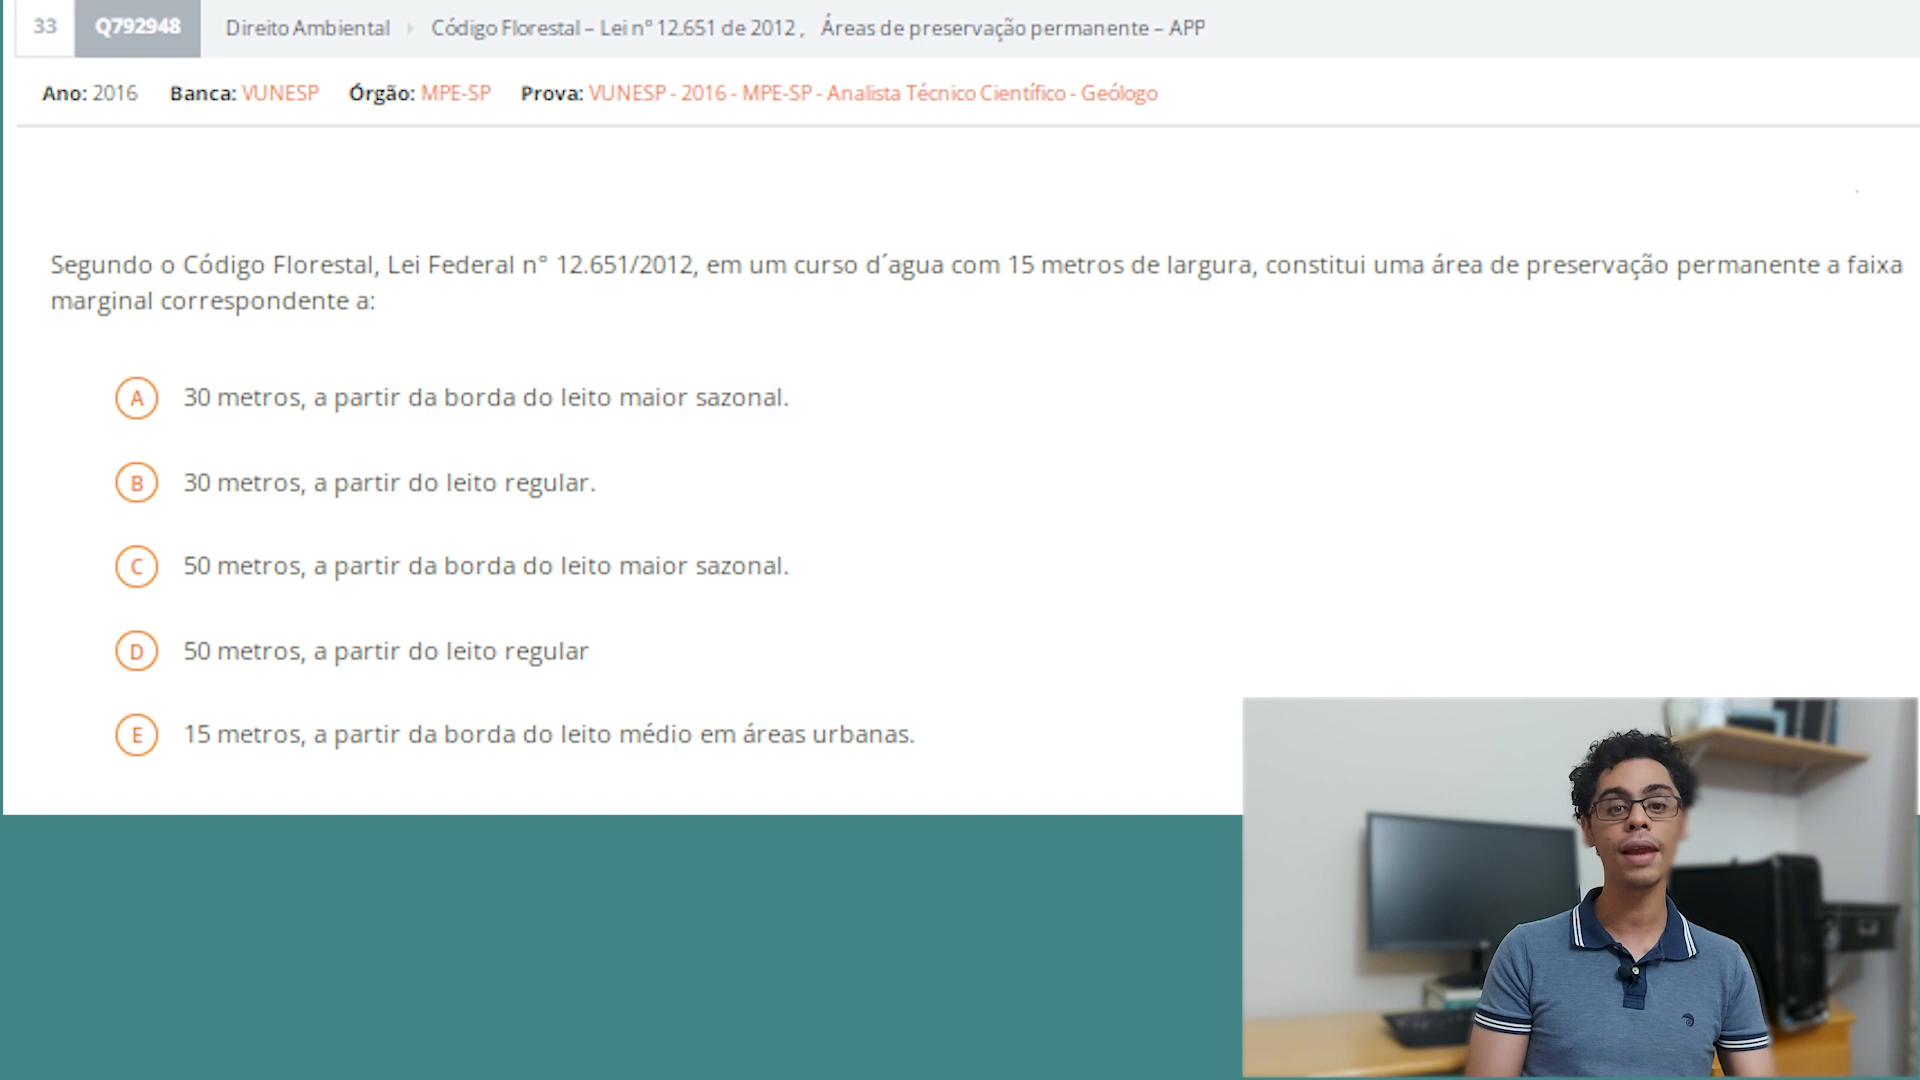 33 Q792948 Direito Ambiental Código Florestal – Lei nº 12.651 de 2012 , Áreas de preservação permanente – APP
Ano: 2016 Banca: VUNESP Órgão: MPE-SP Prova: VUNESP - 2016 - MPE-SP - Analista Técnico Científico - Geólogo
Segundo o Código Florestal, Lei Federal n° 12.651/2012, em um curso d´agua com 15 metros de largura, constitui uma área de preservação permanente a faixa
marginal correspondente a:
A 30 metros, a partir da borda do leito maior sazonal.
B 30 metros, a partir do leito regular.
C 50 metros, a partir da borda do leito maior sazonal.
D 50 metros, a partir do leito regular
E 15 metros, a partir da borda do leito médio em áreas urbanas.